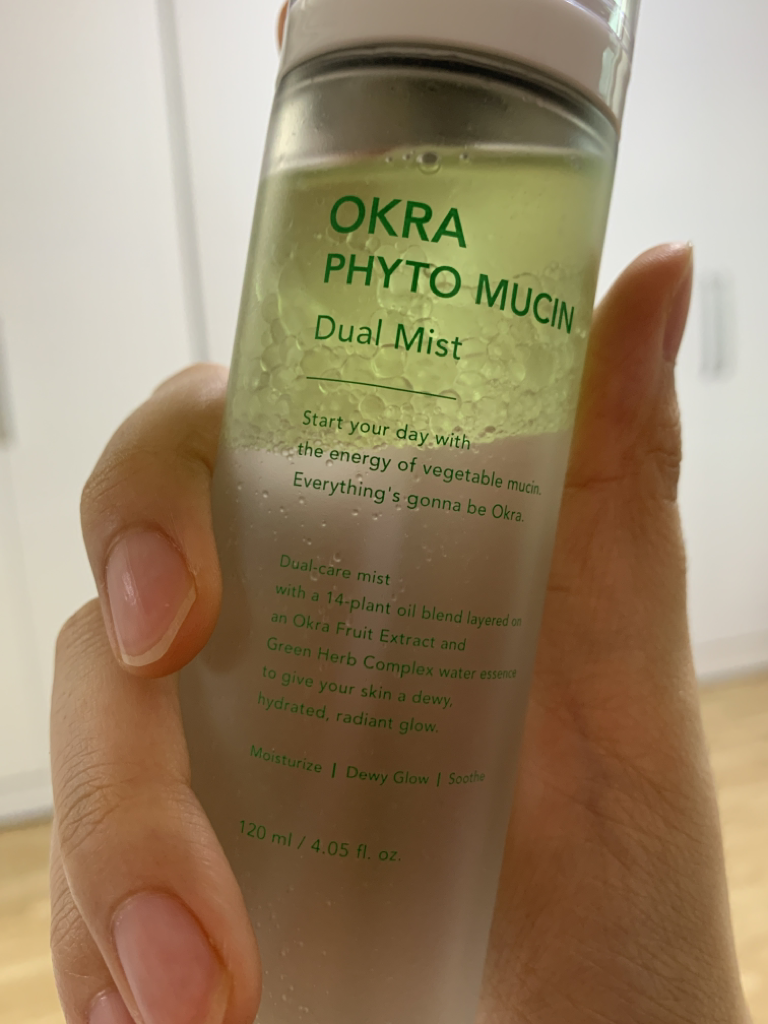 OKRA
PHYTO MUCIN
Dual Mist
Start your day with
the energy of vegetable mucin.
Everything's gonna be Okra.
Dual-care mist
with a 14-plant oil blend layered on
an Okra Fruit Extract and
Green Herb Complex water essence
to give your skin a dewy,
hydrated, radiant glow.
Moisturize | Dewy Glow | Soothe
120 ml / 4.05 fl. oz.